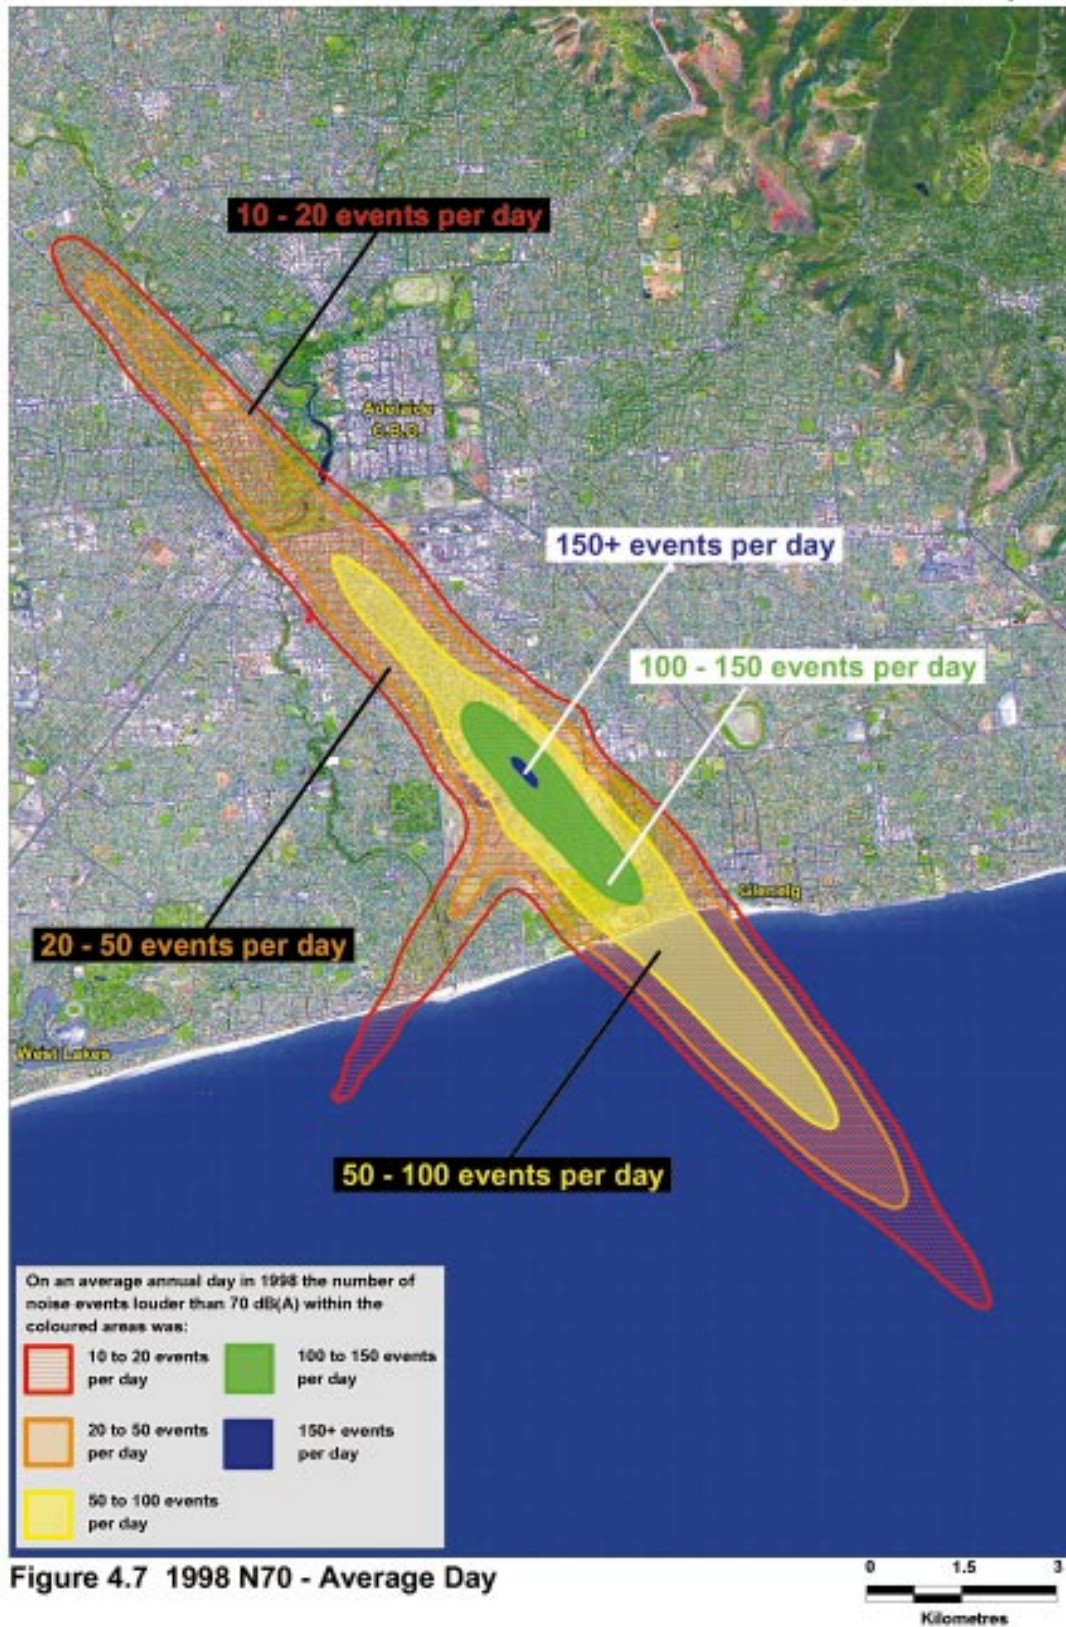 10 - 20 events per day
Adelaide
C.B.D.
150+ events per day
100 - 150 events per day
Glenelg
20 - 50 events per day
West Lakes
50 - 100 events per day
On an average annual day in 1998 the number of
noise events louder than 70 dB(A) within the
coloured areas was:
10 to 20 events
per day
100 to 150 events
per day
20 to 50 events
per day
150+ events
per day
50 to 100 events
per day
Figure 4.7 1998 N70 - Average Day
0 1.5 3
Kilometres